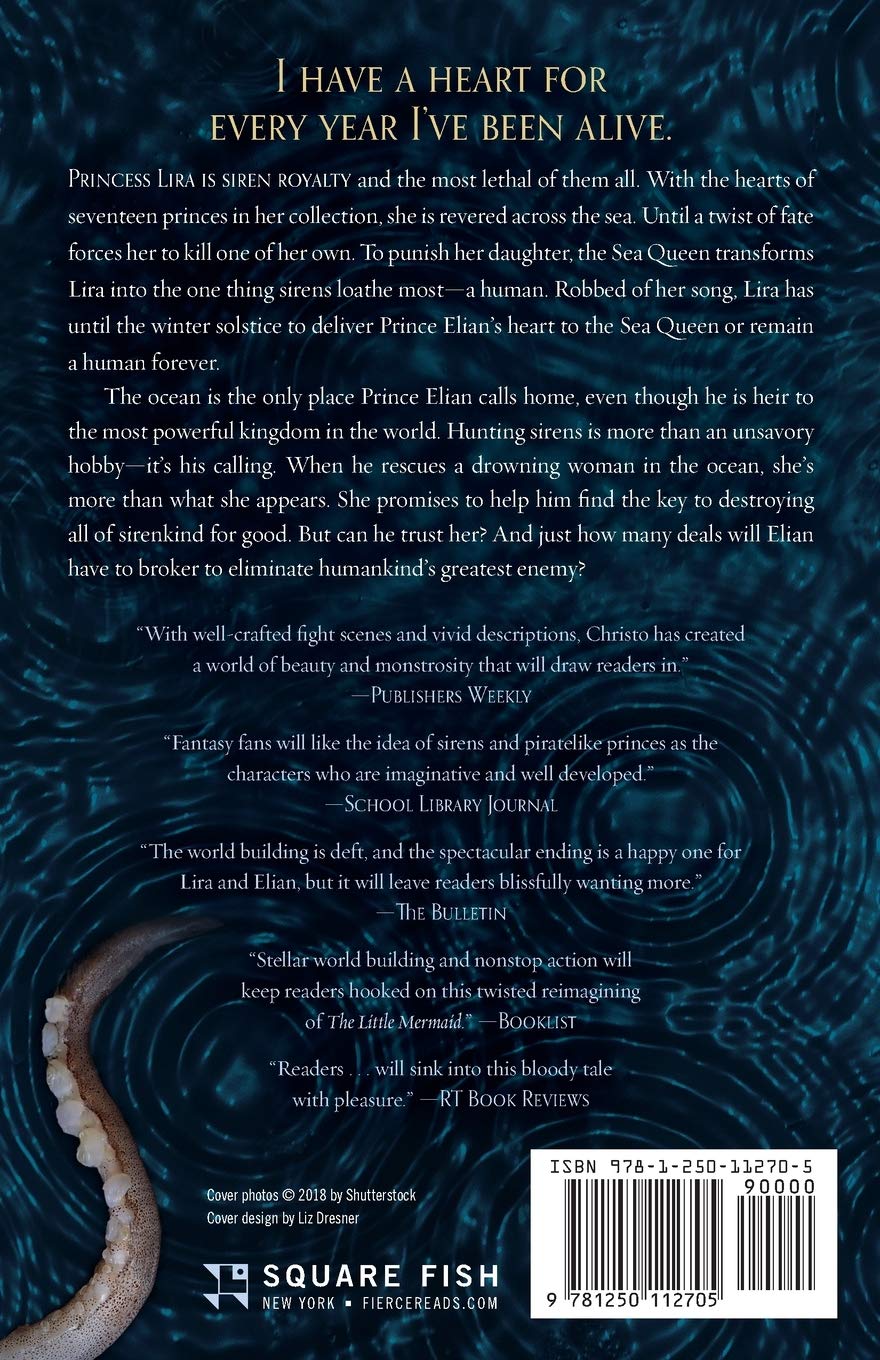 I HAVE A HEART FOR
EVERY YEAR I'VE BEEN ALIVE.
PRINCESS LIRA IS SIREN ROYALTY and the most lethal of them all. With the hearts of
seventeen princes in her collection, she is revered across the sea. Until a twist of fate
forces her to kill one of her own. To punish her daughter, the Sea Queen transforms
Lira into the one thing sirens loathe most—a human. Robbed of her song, Lira has
until the winter solstice to deliver Prince Elian's heart to the Sea Queen or remain
a human forever.
The ocean is the only place Prince Elian calls home, even though he is heir to
the most powerful kingdom in the world. Hunting sirens is more than an unsavory
hobby—it's his calling. When he rescues a drowning woman in the ocean, she's
more than what she appears. She promises to help him find the key to destroying
all of sirenkind for good. But can he trust her? And just how many deals will Elian
have to broker to eliminate humankind's greatest enemy?
“With well-crafted fight scenes and vivid descriptions, Christo has created
a world of beauty and monstrosity that will draw readers in.”
—PUBLISHERS WEEKLY
“Fantasy fans will like the idea of sirens and piratelike princes as the
characters who are imaginative and well developed.”
—SCHOOL LIBRARY JOURNAL
“The world building is deft, and the spectacular ending is a happy one for
Lira and Elian, but it will leave readers blissfully wanting more.”
—THE BULLETIN
“Stellar world building and nonstop action will
keep readers hooked on this twisted reimagining
of The Little Mermaid.” —BOOKLIST
“Readers . . . will sink into this bloody tale
with pleasure.” —RT BOOK REVIEWS
Cover photos © 2018 by Shutterstock
Cover design by Liz Dresner
SQUARE FISH
NEW YORK ▪ FIERCEREADS.COM
ISBN 978-1-250-11270-5
90000
9 781250 112705